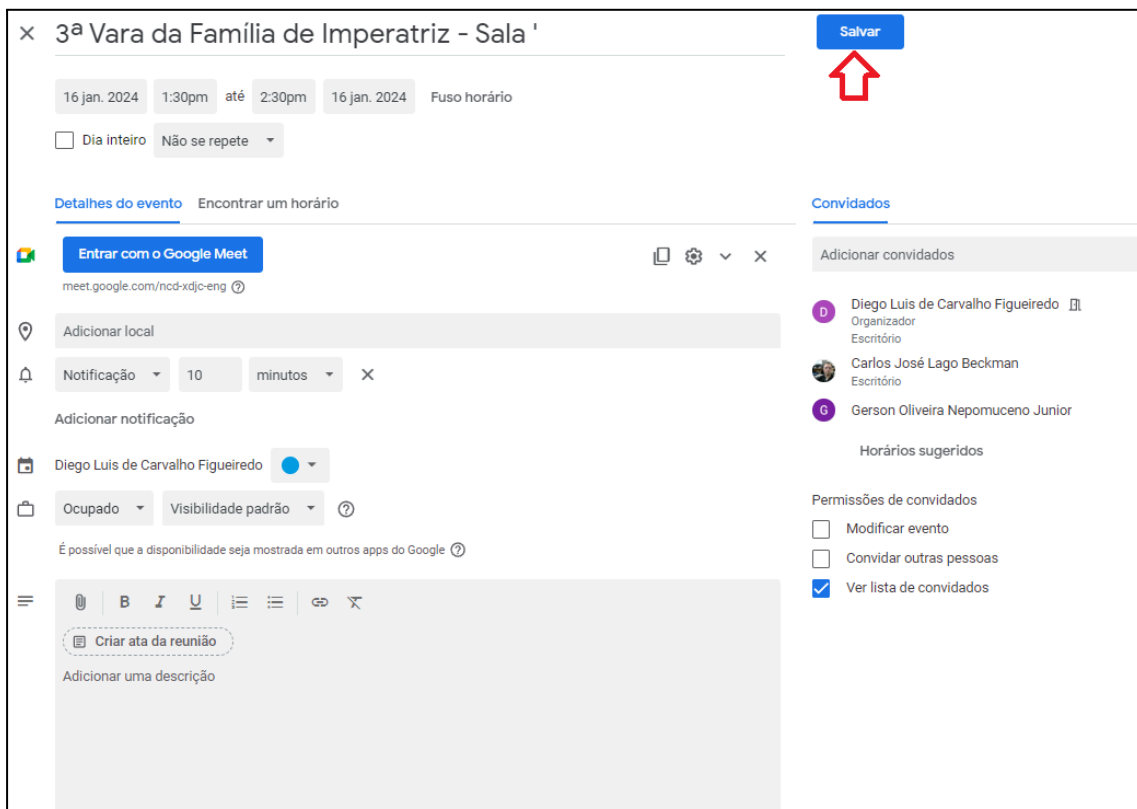 3ª Vara da Família de Imperatriz - Sala '
Salvar
16 jan. 2024 1:30pm até 2:30pm 16 jan. 2024 Fuso horário
Dia inteiro Não se repete
Detalhes do evento Encontrar um horário
Entrar com o Google Meet
meet.google.com/ncd-xdjc-eng
Adicionar local
Notificação 10 minutos
Adicionar notificação
Diego Luis de Carvalho Figueiredo
Ocupado Visibilidade padrão
É possível que a disponibilidade seja mostrada em outros apps do Google
B I U
Criar ata da reunião
Adicionar uma descrição
Convidados
Adicionar convidados
D Diego Luis de Carvalho Figueiredo
Organizador
Escritório
Carlos José Lago Beckman
Escritório
G Gerson Oliveira Nepomuceno Junior
Horários sugeridos
Permissões de convidados
Modificar evento
Convidar outras pessoas
Ver lista de convidados